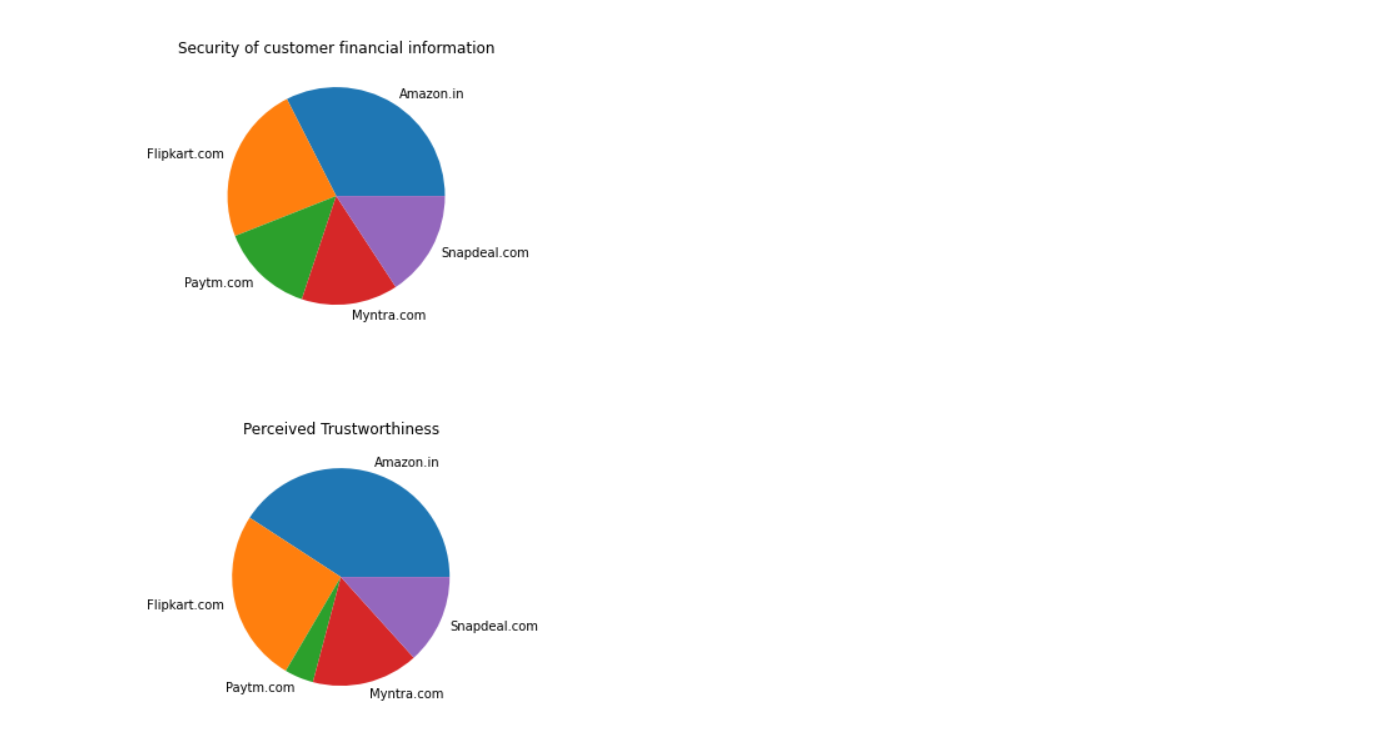 Security of customer financial information
Amazon.in
Flipkart.com
Snapdeal.com
Paytm.com
Myntra.com
Perceived Trustworthiness
Amazon.in
Flipkart.com
Snapdeal.com
Paytm.com
Myntra.com